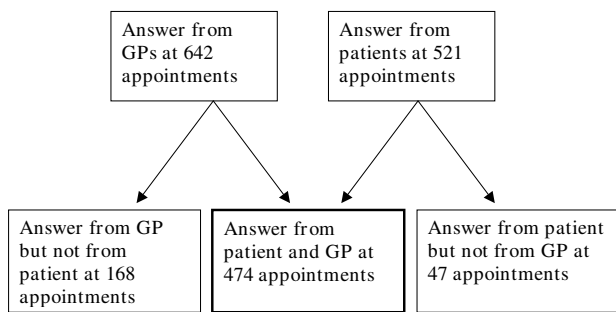 Answer from
GPs at 642
appointments
Answer from
patients at 521
appointments
Answer from GP
but not from
patient at 168
appointments
Answer from
patient and GP at
474 appointments
Answer from patient
but not from GP at
47 appointments